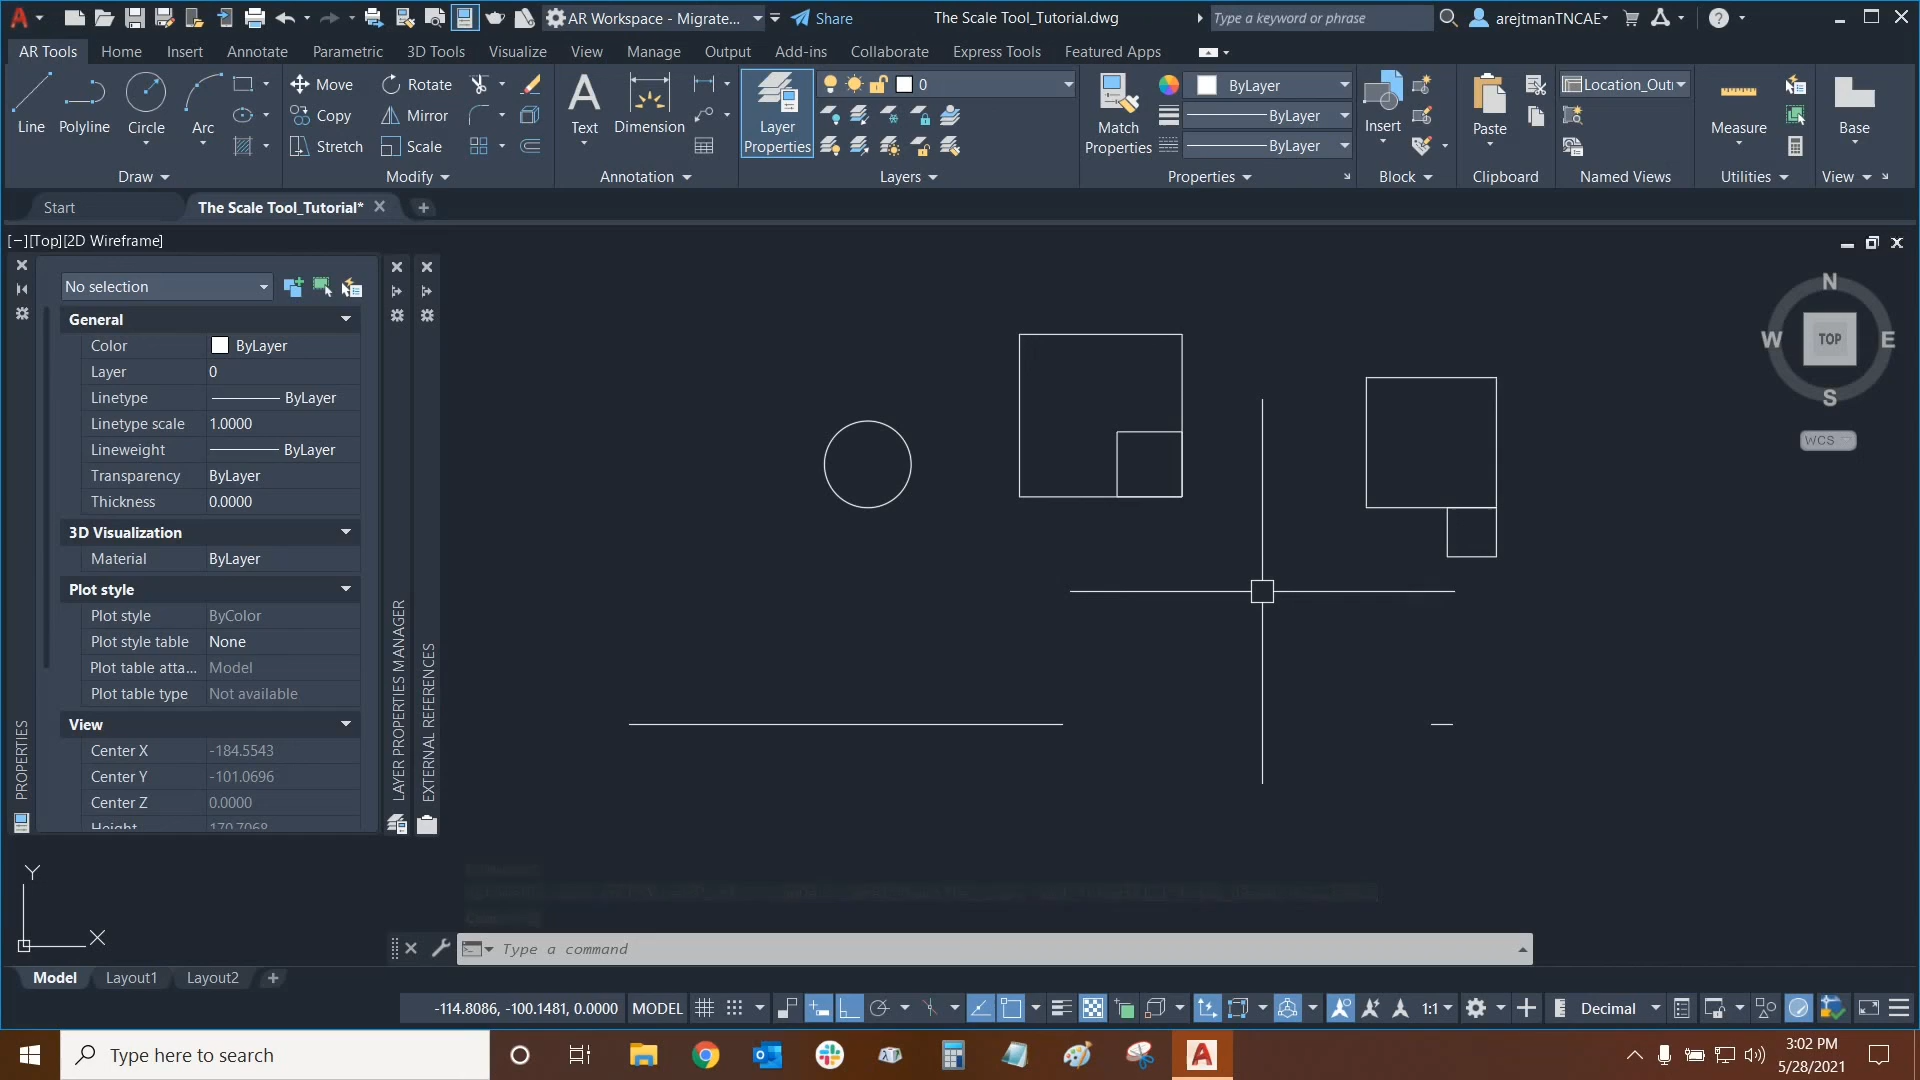 AR Workspace - Migrate...
Share
The Scale Tool_Tutorial.dwg
Type a keyword or phrase
arejtmanTNCAE
AR Tools
Home
Insert
Annotate
Parametric
3D Tools
Visualize
View
Manage
Output
Add-ins
Collaborate
Express Tools
Featured Apps
Line
Polyline
Circle
Arc
Draw
Move
Rotate
Copy
Mirror
Stretch
Scale
Modify
Text
Dimension
Annotation
Layer
Properties
0
Layers
Match
Properties
ByLayer
ByLayer
ByLayer
Properties
Insert
Block
Paste
Clipboard
Location_Out
Named Views
Measure
Utilities
Base
View
Start
The Scale Tool_Tutorial*
[−][Top][2D Wireframe]
No selection
General
Color ByLayer
Layer 0
Linetype ByLayer
Linetype scale 1.0000
Lineweight ByLayer
Transparency ByLayer
Thickness 0.0000
3D Visualization
Material ByLayer
Plot style
Plot style ByColor
Plot style table None
Plot table atta... Model
Plot table type Not available
View
Center X -184.5543
Center Y -101.0696
Center Z 0.0000
Height 170.7068
PROPERTIES
LAYER PROPERTIES MANAGER
EXTERNAL REFERENCES
N
W
TOP
E
S
WCS
Y
X
Type a command
Model
Layout1
Layout2
-114.8086, -100.1481, 0.0000
MODEL
1:1
Decimal
Type here to search
3:02 PM
5/28/2021